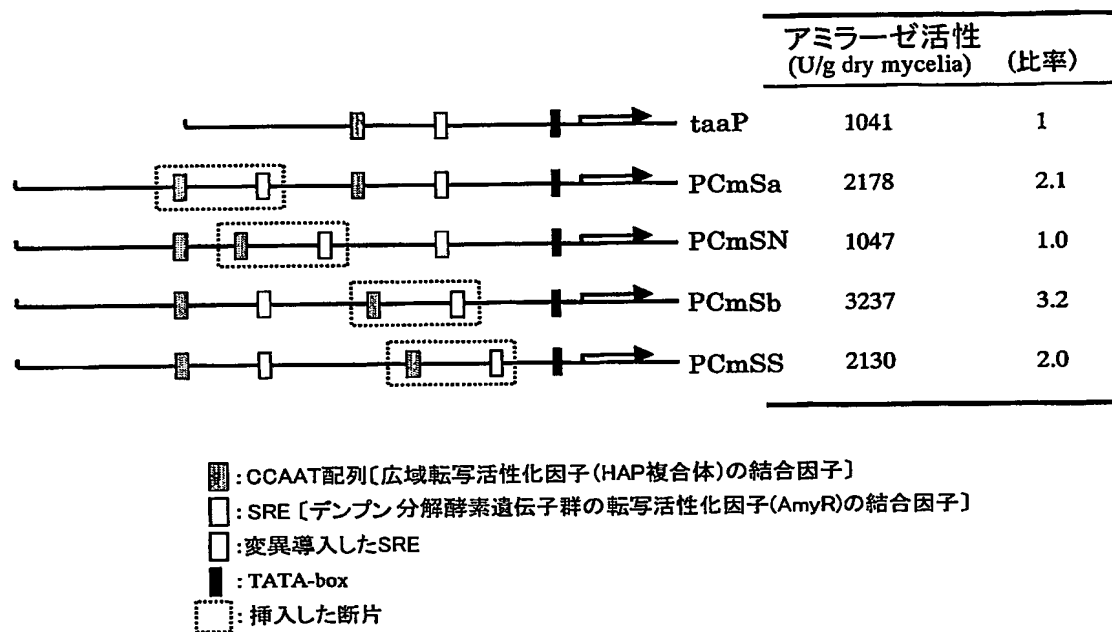 アミラーゼ活性
(U/g dry mycelia) (比率)
taaP 1041 1
PCmSa 2178 2.1
PCmSN 1047 1.0
PCmSb 3237 3.2
PCmSS 2130 2.0
:CCAAT配列〔広域転写活性化因子(HAP複合体)の結合因子〕
:SRE〔デンプン分解酵素遺伝子群の転写活性化因子(AmyR)の結合因子〕
:変異導入したSRE
:TATA-box
:挿入した断片